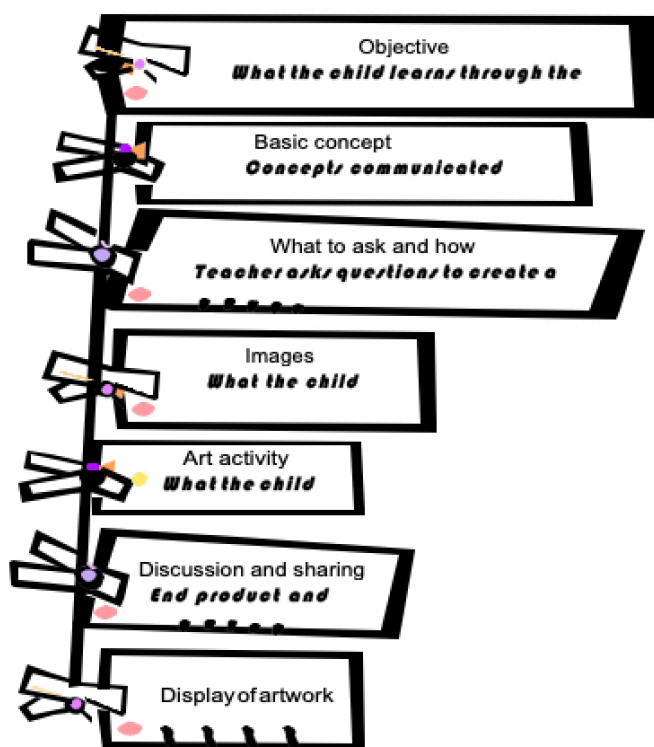 Objective
What the child learns through the
Basic concept
Concepts communicated
What to ask and how
Teacher asks questions to create a
Images
What the child
Art activity
What the child
Discussion and sharing
End product and
Display of artwork